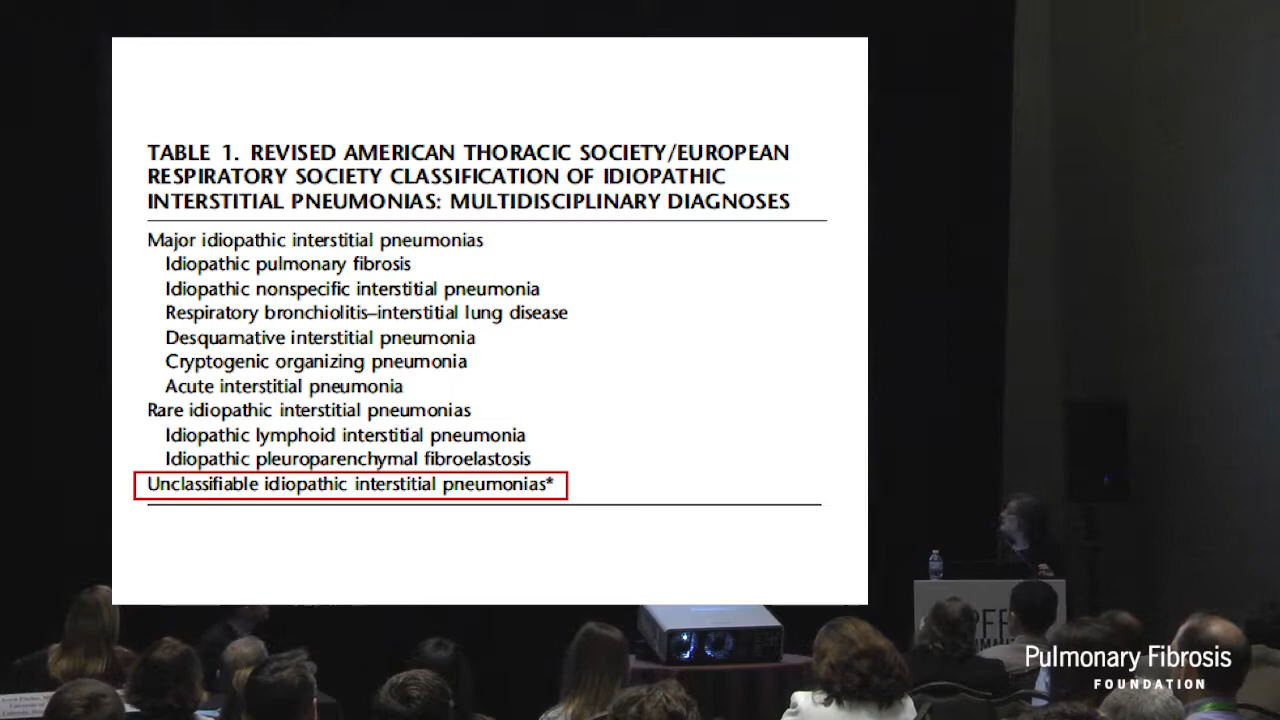 TABLE 1. REVISED AMERICAN THORACIC SOCIETY/EUROPEAN
RESPIRATORY SOCIETY CLASSIFICATION OF IDIOPATHIC
INTERSTITIAL PNEUMONIAS: MULTIDISCIPLINARY DIAGNOSES
Major idiopathic interstitial pneumonias
Idiopathic pulmonary fibrosis
Idiopathic nonspecific interstitial pneumonia
Respiratory bronchiolitis–interstitial lung disease
Desquamative interstitial pneumonia
Cryptogenic organizing pneumonia
Acute interstitial pneumonia
Rare idiopathic interstitial pneumonias
Idiopathic lymphoid interstitial pneumonia
Idiopathic pleuroparenchymal fibroelastosis
Unclassifiable idiopathic interstitial pneumonias*
PFF
Pulmonary Fibrosis
FOUNDATION